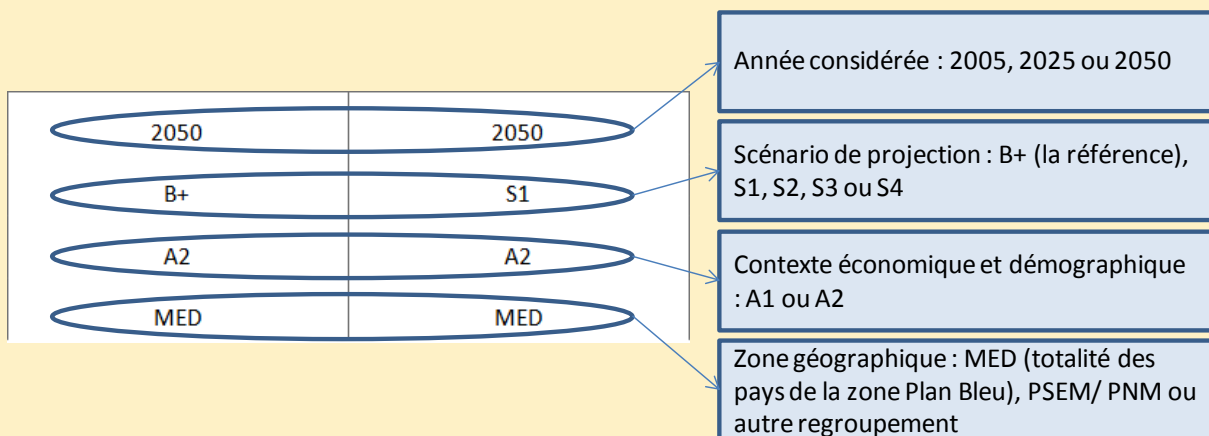 Année considérée : 2005, 2025 ou 2050
2050 2050
Scénario de projection : B+ (la référence),
S1, S2, S3 ou S4
B+ S1
Contexte économique et démographique
: A1 ou A2
A2 A2
MED MED
Zone géographique : MED (totalité des
pays de la zone Plan Bleu), PSEM/ PNM ou
autre regroupement